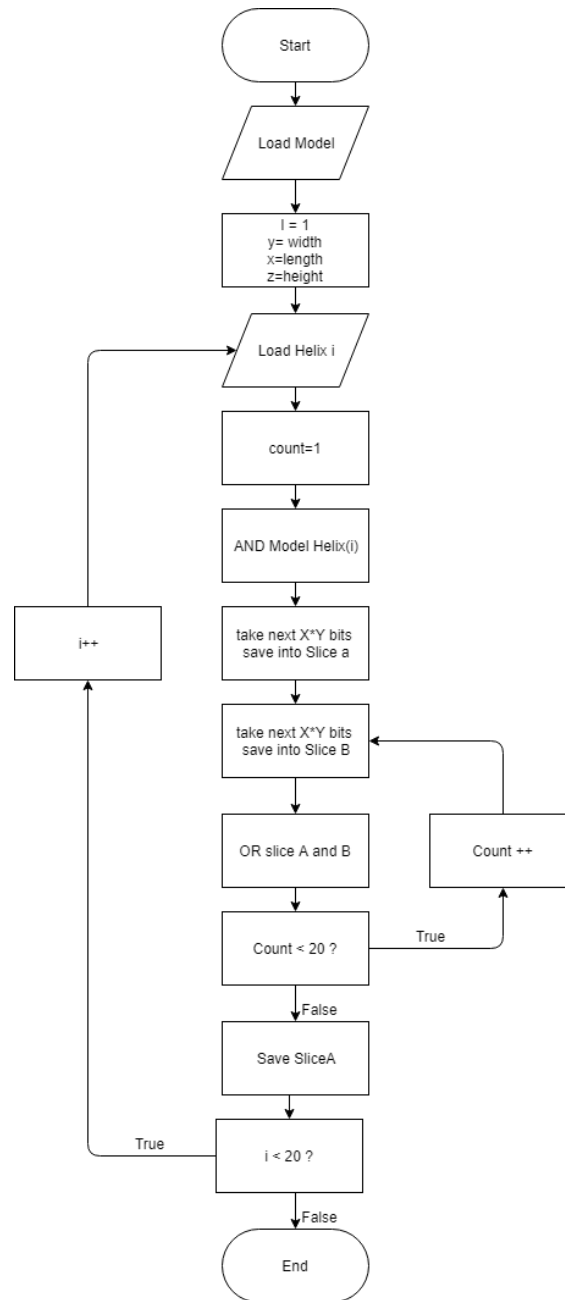 Start
Load Model
I = 1
y= width
x=length
z=height
Load Helix i
count=1
AND Model Helix(i)
take next X*Y bits
save into Slice a
i++
take next X*Y bits
save into Slice B
OR slice A and B
Count ++
Count < 20 ?
True
False
Save SliceA
i < 20 ?
True
False
End